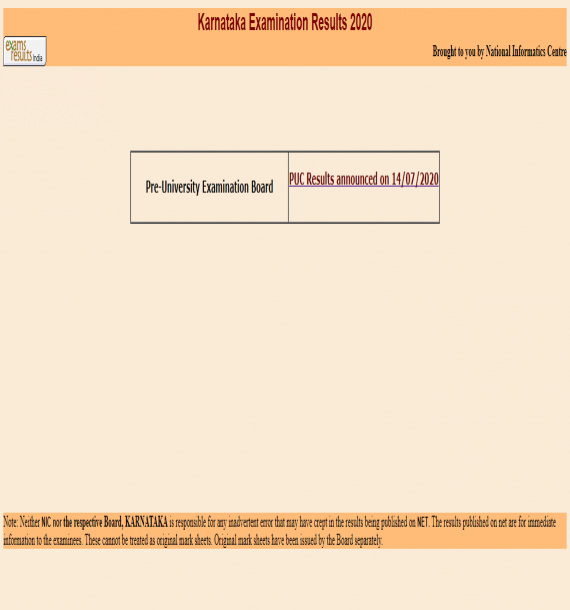 Karnataka Examination Results 2020
exams
results india
Brought to you by National Informatics Centre
Pre-University Examination Board
PUC Results announced on 14/07/2020
Note: Neither NIC nor the respective Board, KARNATAKA is responsible for any inadvertent error that may have crept in the results being published on NET. The results published on net are for immediate
information to the examinees. These cannot be treated as original mark sheets. Original mark sheets have been issued by the Board separately.